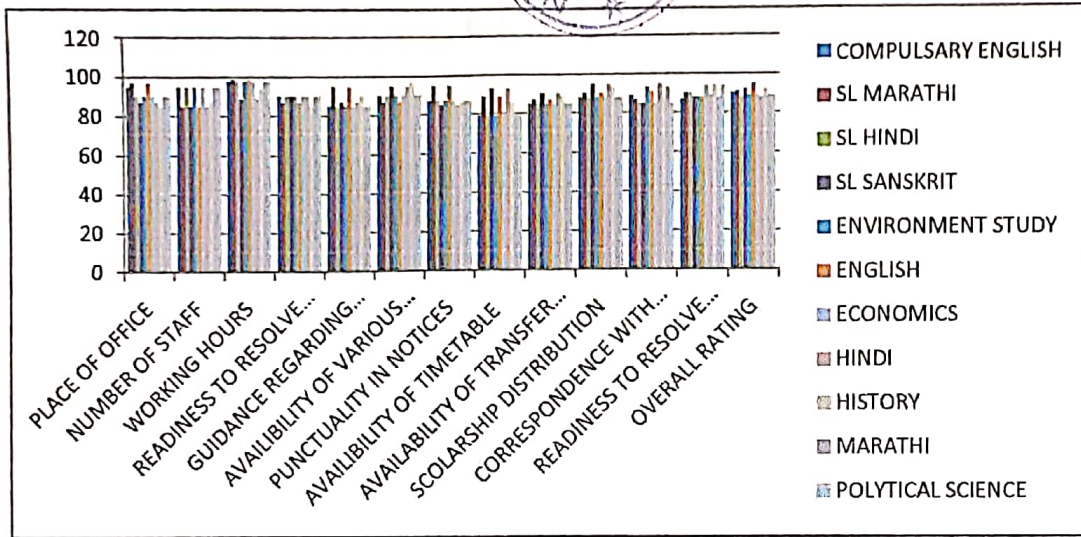 120
100
80
60
40
20
0
PLACE OF OFFICE
NUMBER OF STAFF
WORKING HOURS
READINESS TO RESOLVE...
GUIDANCE REGARDING...
AVAILIBILITY OF VARIOUS...
PUNCTUALITY IN NOTICES
AVAILIBILITY OF TIMETABLE
AVAILABILITY OF TRANSFER...
SCOLARSHIP DISTRIBUTION
CORRESPONDENCE WITH...
READINESS TO RESOLVE...
OVERALL RATING
COMPULSARY ENGLISH
SL MARATHI
SL HINDI
SL SANSKRIT
ENVIRONMENT STUDY
ENGLISH
ECONOMICS
HINDI
HISTORY
MARATHI
POLYTICAL SCIENCE